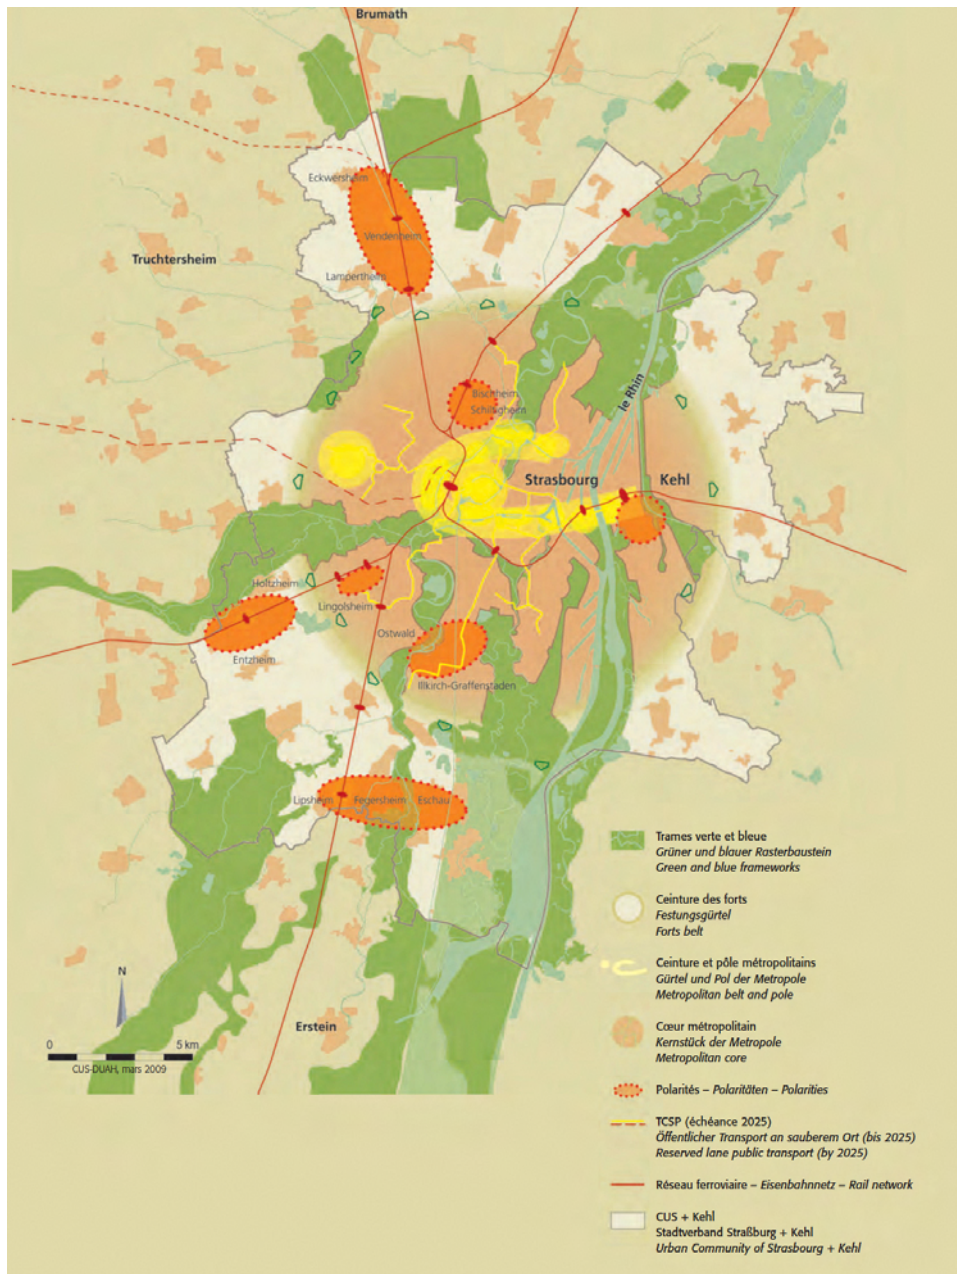 Brumath
Eckwersheim
Vendenheim
Truchtersheim
Lampertheim
le Rhin
Bischheim
Schiltigheim
Strasbourg
Kehl
Holtzheim
Lingolsheim
Ostwald
Entzheim
Illkirch-Graffenstaden
Lipsheim
Fegersheim
Eschau
Trames verte et bleue
Grüner und blauer Rasterbaustein
Green and blue frameworks
Ceinture des forts
Festungsgürtel
Forts belt
Ceinture et pôle métropolitains
Gürtel und Pol der Metropole
Metropolitan belt and pole
N
Erstein
Cœur métropolitain
Kernstück der Metropole
Metropolitan core
0 5 km
CUS-DUAH, mars 2009
Polarités – Polaritäten – Polarities
TCSP (échéance 2025)
Öffentlicher Transport an sauberem Ort (bis 2025)
Reserved lane public transport (by 2025)
Réseau ferroviaire – Eisenbahnnetz – Rail network
CUS + Kehl
Stadtverband Straßburg + Kehl
Urban Community of Strasbourg + Kehl